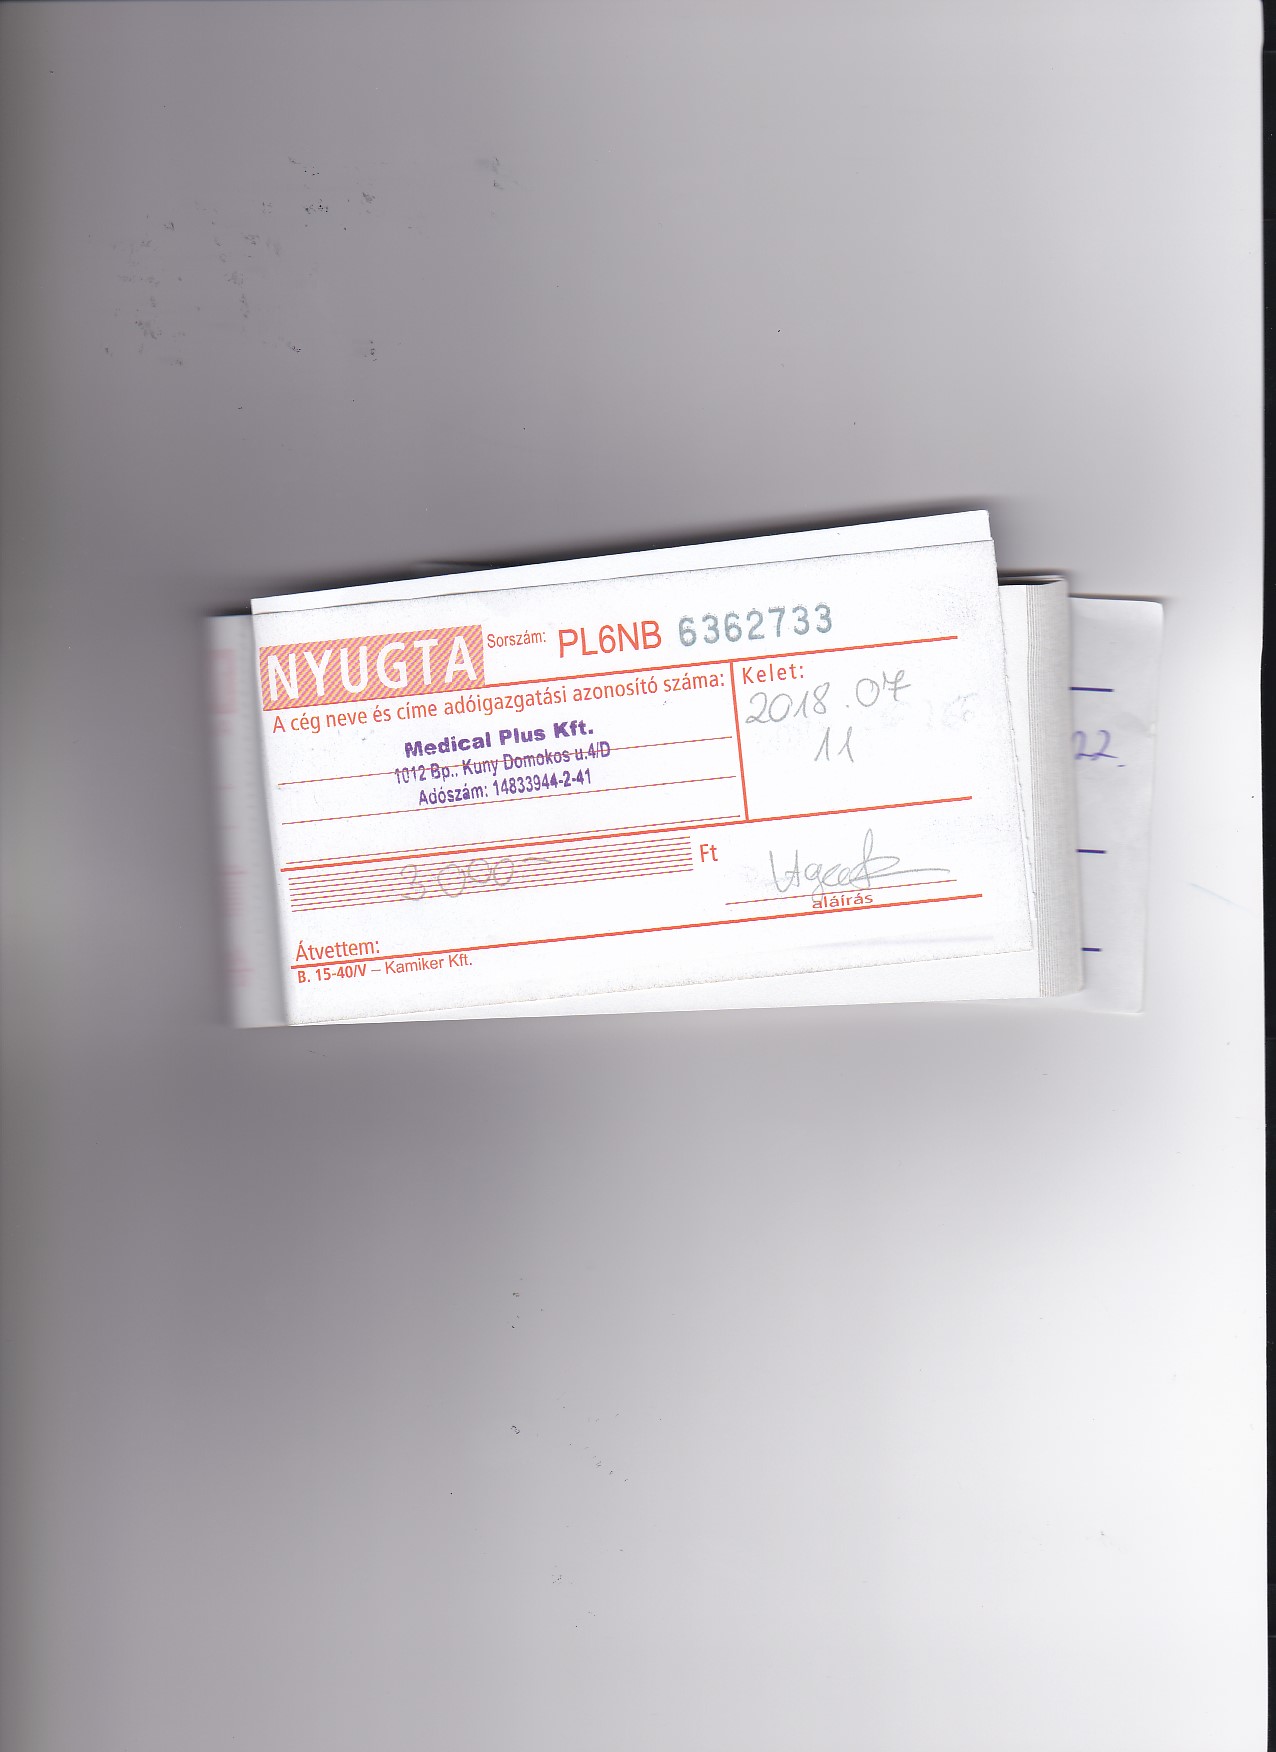 NYUGTA Sorszám: PL6NB 6362733
A cég neve és címe adóigazgatási azonosító száma:
Kelet:
2018.07
11
Medical Plus Kft.
1012 Bp., Kuny Domokos u.4/D
Adószám: 14833944-2-41
3000 Ft
aláírás
Átvettem:
B. 15-40/V – Kamiker Kft.
22.